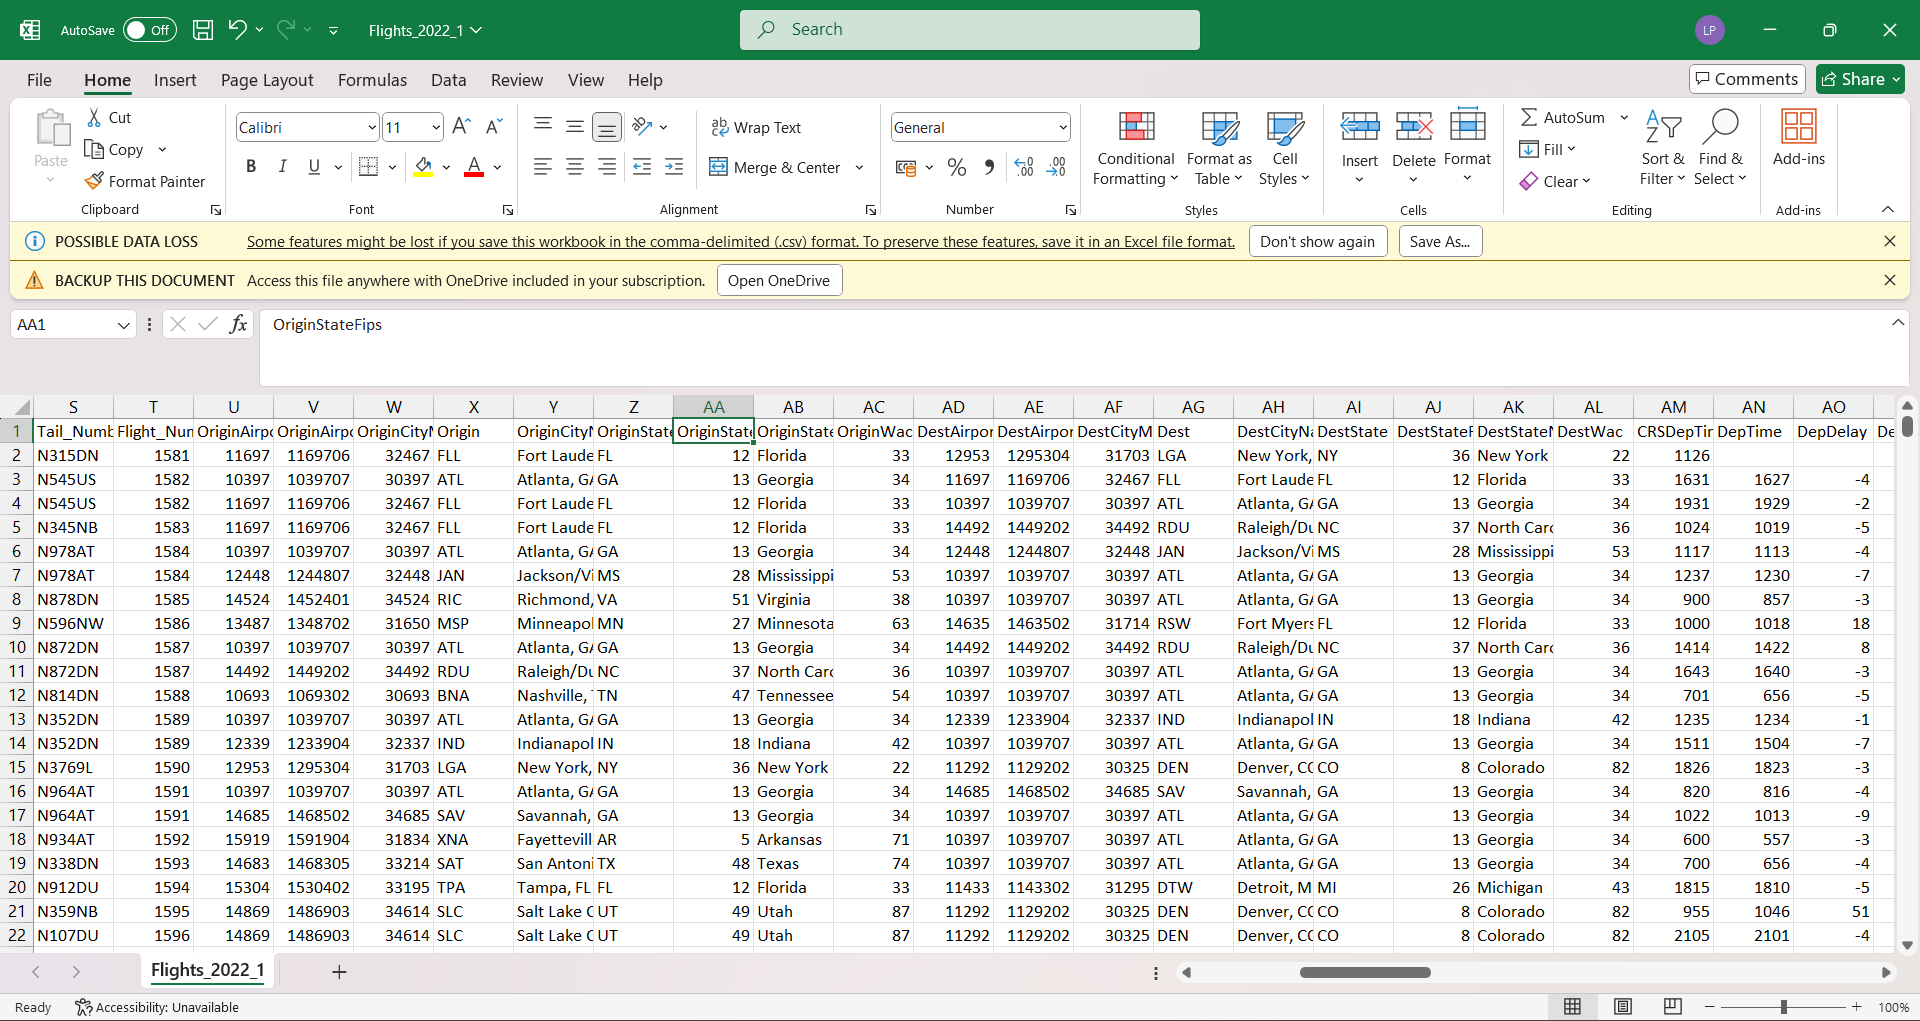 AutoSave Off Flights_2022_1 Search LP
File Home Insert Page Layout Formulas Data Review View Help Comments Share
Paste Cut Copy Format Painter Clipboard
Calibri 11 B I U Font
Wrap Text Merge & Center Alignment
General % Number
Conditional Formatting Format as Table Cell Styles Styles
Insert Delete Format Cells
AutoSum Fill Clear Sort & Filter Find & Select Editing
Add-ins Add-ins
POSSIBLE DATA LOSS Some features might be lost if you save this workbook in the comma-delimited (.csv) format. To preserve these features, save it in an Excel file format. Don't show again Save As...
BACKUP THIS DOCUMENT Access this file anywhere with OneDrive included in your subscription. Open OneDrive
AA1 fx OriginStateFips
S T U V W X Y Z AA AB AC AD AE AF AG AH AI AJ AK AL AM AN AO
1 Tail_Numb Flight_Num OriginAirpo OriginAirpo OriginCityM Origin OriginCityN OriginState OriginState OriginState OriginWac DestAirpor DestAirpor DestCityM Dest DestCityNa DestState DestStateF DestStateN DestWac CRSDepTim DepTime DepDelay De
2 N315DN 1581 11697 1169706 32467 FLL Fort Laude FL 12 Florida 33 12953 1295304 31703 LGA New York, NY 36 New York 22 1126
3 N545US 1582 10397 1039707 30397 ATL Atlanta, GA GA 13 Georgia 34 11697 1169706 32467 FLL Fort Laude FL 12 Florida 33 1631 1627 -4
4 N545US 1582 11697 1169706 32467 FLL Fort Laude FL 12 Florida 33 10397 1039707 30397 ATL Atlanta, GA GA 13 Georgia 34 1931 1929 -2
5 N345NB 1583 11697 1169706 32467 FLL Fort Laude FL 12 Florida 33 14492 1449202 34492 RDU Raleigh/Du NC 37 North Caro 36 1024 1019 -5
6 N978AT 1584 10397 1039707 30397 ATL Atlanta, GA GA 13 Georgia 34 12448 1244807 32448 JAN Jackson/Vi MS 28 Mississippi 53 1117 1113 -4
7 N978AT 1584 12448 1244807 32448 JAN Jackson/Vi MS 28 Mississippi 53 10397 1039707 30397 ATL Atlanta, GA GA 13 Georgia 34 1237 1230 -7
8 N878DN 1585 14524 1452401 34524 RIC Richmond, VA 51 Virginia 38 10397 1039707 30397 ATL Atlanta, GA GA 13 Georgia 34 900 857 -3
9 N596NW 1586 13487 1348702 31650 MSP Minneapol MN 27 Minnesota 63 14635 1463502 31714 RSW Fort Myers FL 12 Florida 33 1000 1018 18
10 N872DN 1587 10397 1039707 30397 ATL Atlanta, GA GA 13 Georgia 34 14492 1449202 34492 RDU Raleigh/Du NC 37 North Caro 36 1414 1422 8
11 N872DN 1587 14492 1449202 34492 RDU Raleigh/Du NC 37 North Caro 36 10397 1039707 30397 ATL Atlanta, GA GA 13 Georgia 34 1643 1640 -3
12 N814DN 1588 10693 1069302 30693 BNA Nashville, TN 47 Tennessee 54 10397 1039707 30397 ATL Atlanta, GA GA 13 Georgia 34 701 656 -5
13 N352DN 1589 10397 1039707 30397 ATL Atlanta, GA GA 13 Georgia 34 12339 1233904 32337 IND Indianapol IN 18 Indiana 42 1235 1234 -1
14 N352DN 1589 12339 1233904 32337 IND Indianapol IN 18 Indiana 42 10397 1039707 30397 ATL Atlanta, GA GA 13 Georgia 34 1511 1504 -7
15 N3769L 1590 12953 1295304 31703 LGA New York, NY 36 New York 22 11292 1129202 30325 DEN Denver, CO CO 8 Colorado 82 1826 1823 -3
16 N964AT 1591 10397 1039707 30397 ATL Atlanta, GA GA 13 Georgia 34 14685 1468502 34685 SAV Savannah, GA 13 Georgia 34 820 816 -4
17 N964AT 1591 14685 1468502 34685 SAV Savannah, GA 13 Georgia 34 10397 1039707 30397 ATL Atlanta, GA GA 13 Georgia 34 1022 1013 -9
18 N934AT 1592 15919 1591904 31834 XNA Fayettevill AR 5 Arkansas 71 10397 1039707 30397 ATL Atlanta, GA GA 13 Georgia 34 600 557 -3
19 N338DN 1593 14683 1468305 33214 SAT San Antoni TX 48 Texas 74 10397 1039707 30397 ATL Atlanta, GA GA 13 Georgia 34 700 656 -4
20 N912DU 1594 15304 1530402 33195 TPA Tampa, FL FL 12 Florida 33 11433 1143302 31295 DTW Detroit, M MI 26 Michigan 43 1815 1810 -5
21 N359NB 1595 14869 1486903 34614 SLC Salt Lake C UT 49 Utah 87 11292 1129202 30325 DEN Denver, CO CO 8 Colorado 82 955 1046 51
22 N107DU 1596 14869 1486903 34614 SLC Salt Lake C UT 49 Utah 87 11292 1129202 30325 DEN Denver, CO CO 8 Colorado 82 2105 2101 -4
Flights_2022_1
Ready Accessibility: Unavailable 100%